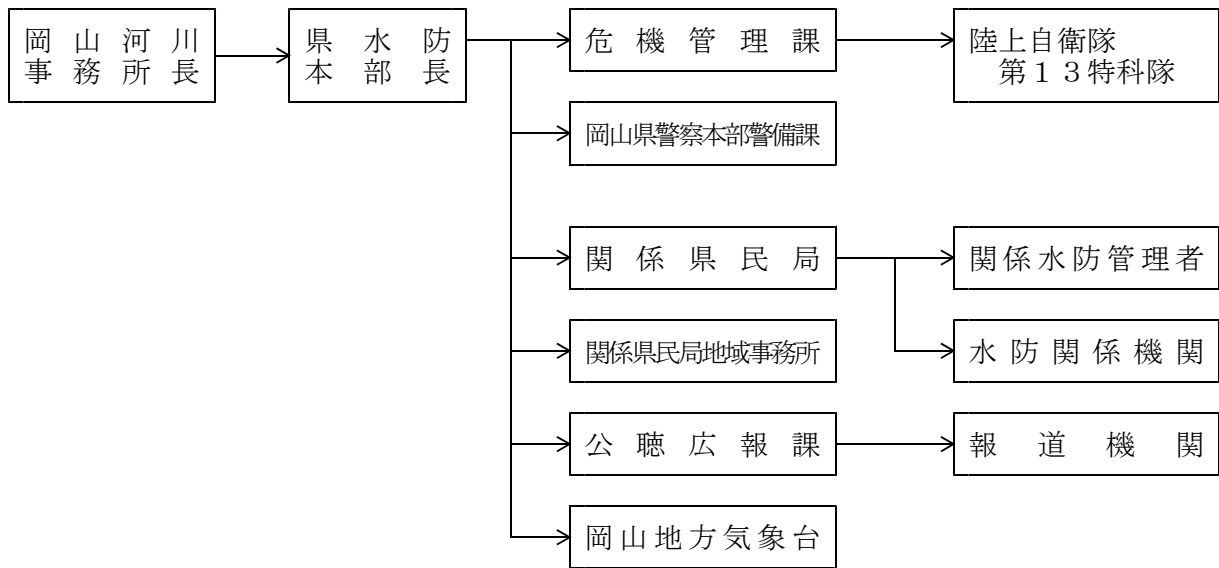 岡山河川
事務所長
県水防
本部長
危機管理課
陸上自衛隊
第13特科隊
岡山県警察本部警備課
関係県民局
関係水防管理者
関係県民局地域事務所
水防関係機関
公聴広報課
報道機関
岡山地方気象台